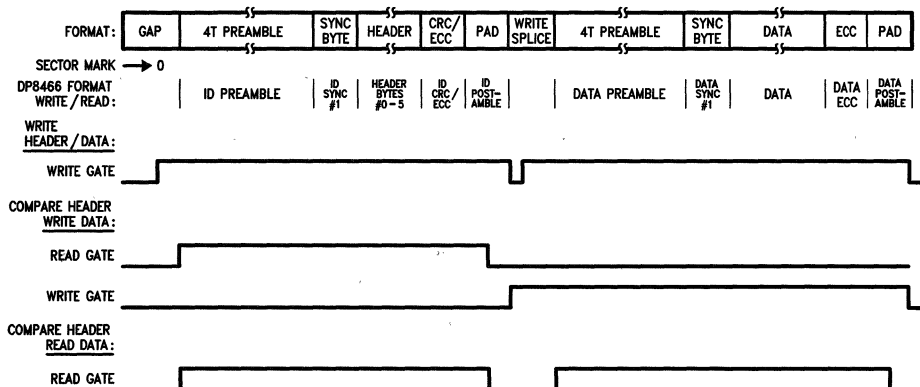 FORMAT: GAP 4T PREAMBLE SYNC BYTE HEADER CRC/ECC PAD WRITE SPLICE 4T PREAMBLE SYNC BYTE DATA ECC PAD
SECTOR MARK 0
DP8466 FORMAT WRITE/READ: ID PREAMBLE ID SYNC #1 HEADER BYTES #0-5 ID CRC/ECC ID POST-AMBLE DATA PREAMBLE DATA SYNC #1 DATA DATA ECC DATA POST-AMBLE
WRITE
HEADER/DATA:
WRITE GATE
COMPARE HEADER
WRITE DATA:
READ GATE
WRITE GATE
COMPARE HEADER
READ DATA:
READ GATE